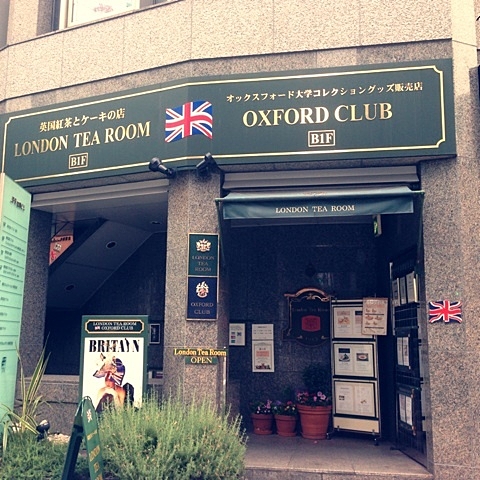 英国紅茶とケーキの店
LONDON TEA ROOM
B1F
オックスフォード大学コレクショングッズ販売店
OXFORD CLUB
B1F
LONDON TEA ROOM
LONDON
TEA
ROOM
OXFORD
CLUB
LONDON TEA ROOM
OXFORD CLUB
BRITAYN
London Tea Room
OPEN
London Tea Room